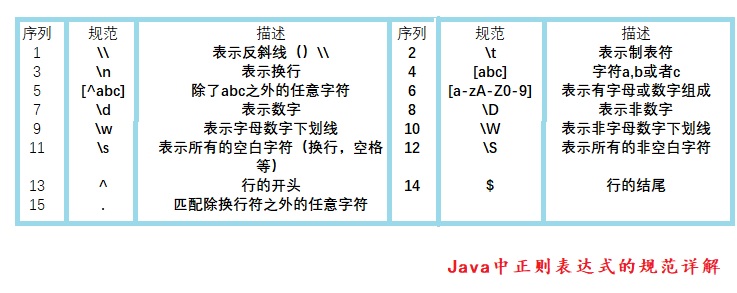 序列 规范 描述 序列 规范 描述
1 \\ 表示反斜线（）\\ 2 \t 表示制表符
3 \n 表示换行 4 [abc] 字符a,b或者c
5 [^abc] 除了abc之外的任意字符 6 [a-zA-Z0-9] 表示有字母或数字组成
7 \d 表示数字 8 \D 表示非数字
9 \w 表示字母数字下划线 10 \W 表示非字母数字下划线
11 \s 表示所有的空白字符（换行，空格 12 \S 表示所有的非空白字符
等）
13 ^ 行的开头 14 $ 行的结尾
15 . 匹配除换行符之外的任意字符
Java中正则表达式的规范详解